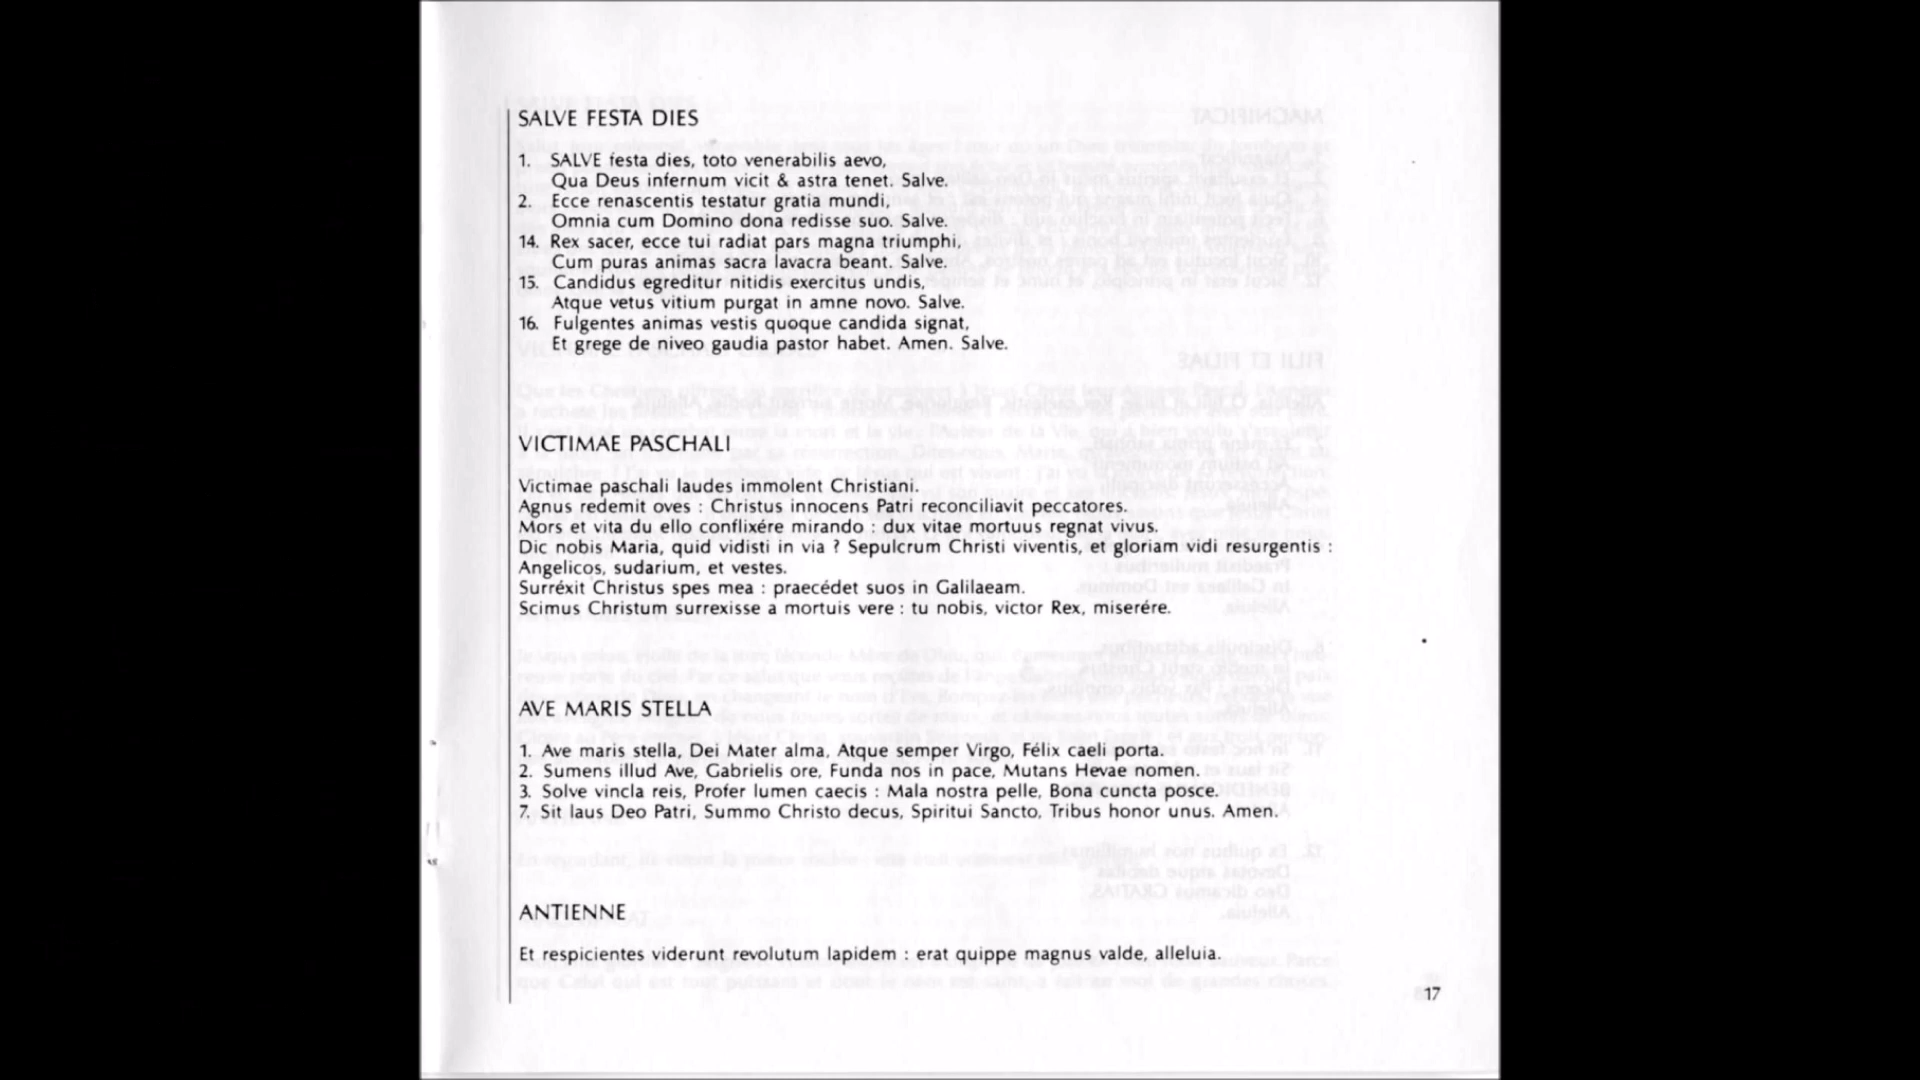 SALVE FESTA DIES
1. SALVE festa dies, toto venerabilis aevo,
Qua Deus infernum vicit & astra tenet. Salve.
2. Ecce renascentis testatur gratia mundi,
Omnia cum Domino dona redisse suo. Salve.
14. Rex sacer, ecce tui radiat pars magna triumphi,
Cum puras animas sacra lavacra beant. Salve.
15. Candidus egreditur nitidis exercitus undis,
Atque vetus vitium purgat in amne novo. Salve.
16. Fulgentes animas vestis quoque candida signat,
Et grege de niveo gaudia pastor habet. Amen. Salve.
VICTIMAE PASCHALI
Victimae paschali laudes immolent Christiani.
Agnus redemit oves : Christus innocens Patri reconciliavit peccatores.
Mors et vita du ello conflixére mirando : dux vitae mortuus regnat vivus.
Dic nobis Maria, quid vidisti in via ? Sepulcrum Christi viventis, et gloriam vidi resurgentis :
Angelicos, sudarium, et vestes.
Surréxit Christus spes mea : praecédet suos in Galilaeam.
Scimus Christum surrexisse a mortuis vere : tu nobis, victor Rex, miserére.
AVE MARIS STELLA
1. Ave maris stella, Dei Mater alma, Atque semper Virgo, Félix caeli porta.
2. Sumens illud Ave, Gabrielis ore, Funda nos in pace, Mutans Hevae nomen.
3. Solve vincla reis, Profer lumen caecis : Mala nostra pelle, Bona cuncta posce.
7. Sit laus Deo Patri, Summo Christo decus, Spiritui Sancto, Tribus honor unus. Amen.
ANTIENNE
Et respicientes viderunt revolutum lapidem : erat quippe magnus valde, alleluia.
17